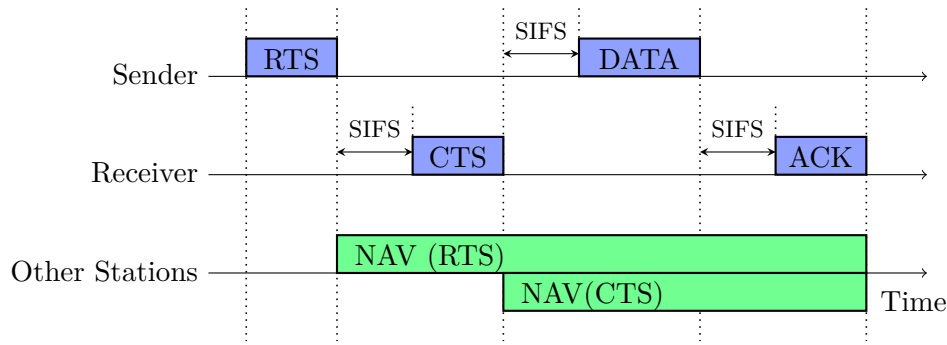 SIFS
Sender
RTS
DATA
SIFS
SIFS
Receiver
CTS
ACK
Other Stations
NAV (RTS)
NAV(CTS)
Time